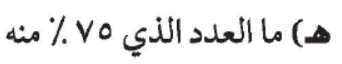 هـ) ما العدد الذي ٧٥ ٪ منه